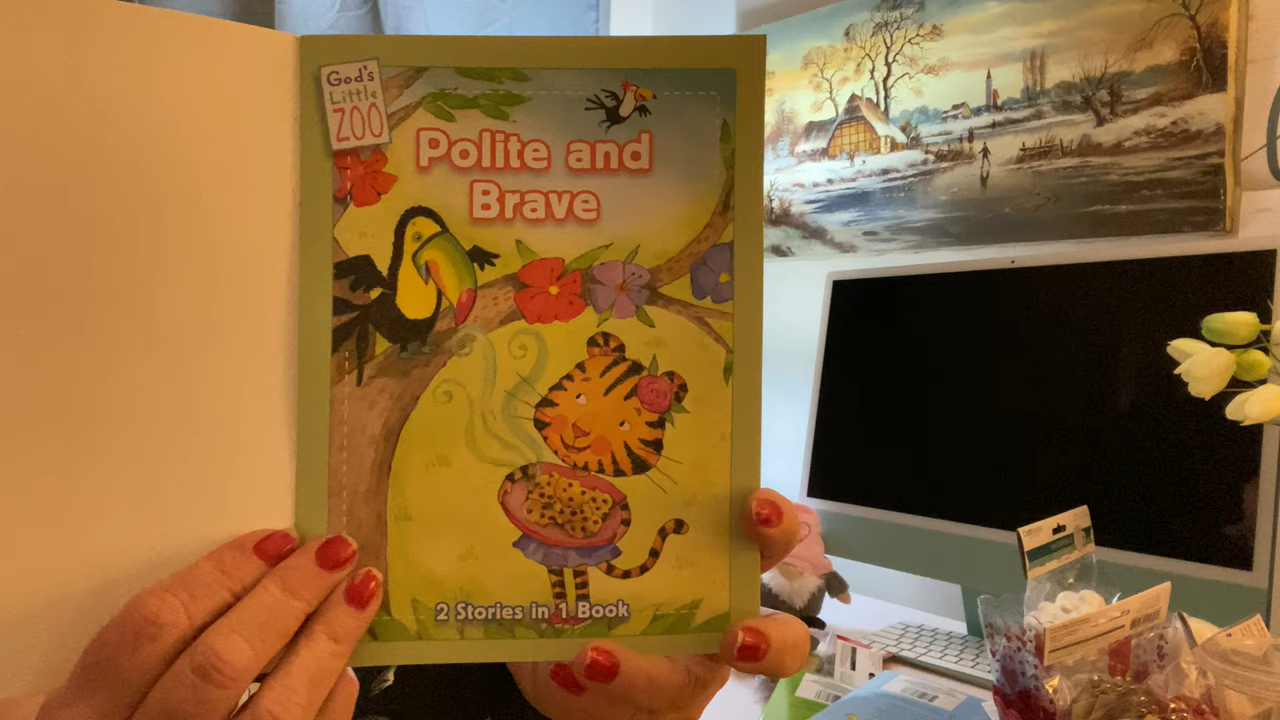 God's
Little
ZOO
Polite and
Brave
2 Stories in 1 Book